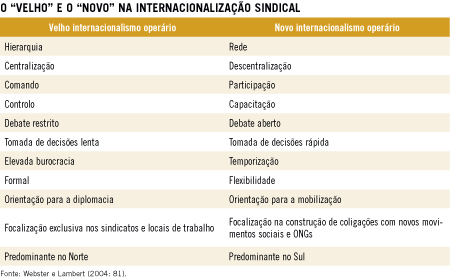 O “VELHO” E O “NOVO” NA INTERNACIONALIZAÇÃO SINDICAL
Velho internacionalismo operário Novo internacionalismo operário
Hierarquia Rede
Centralização Descentralização
Comando Participação
Controlo Capacitação
Debate restrito Debate aberto
Tomada de decisões lenta Tomada de decisões rápida
Elevada burocracia Temporização
Formal Flexibilidade
Orientação para a diplomacia Orientação para a mobilização
Focalização exclusiva nos sindicatos e locais de trabalho Focalização na construção de coligações com novos movi-
mentos sociais e ONGs
Predominante no Norte Predominante no Sul
Fonte: Webster e Lambert (2004: 81).